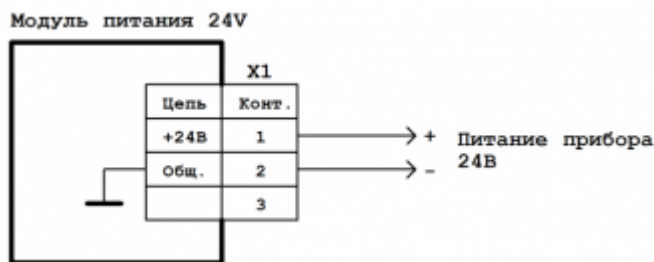 Модуль питания 24V
X1
Цепь Конт.
+24В 1 + Питание прибора
Общ. 2 - 24В
3